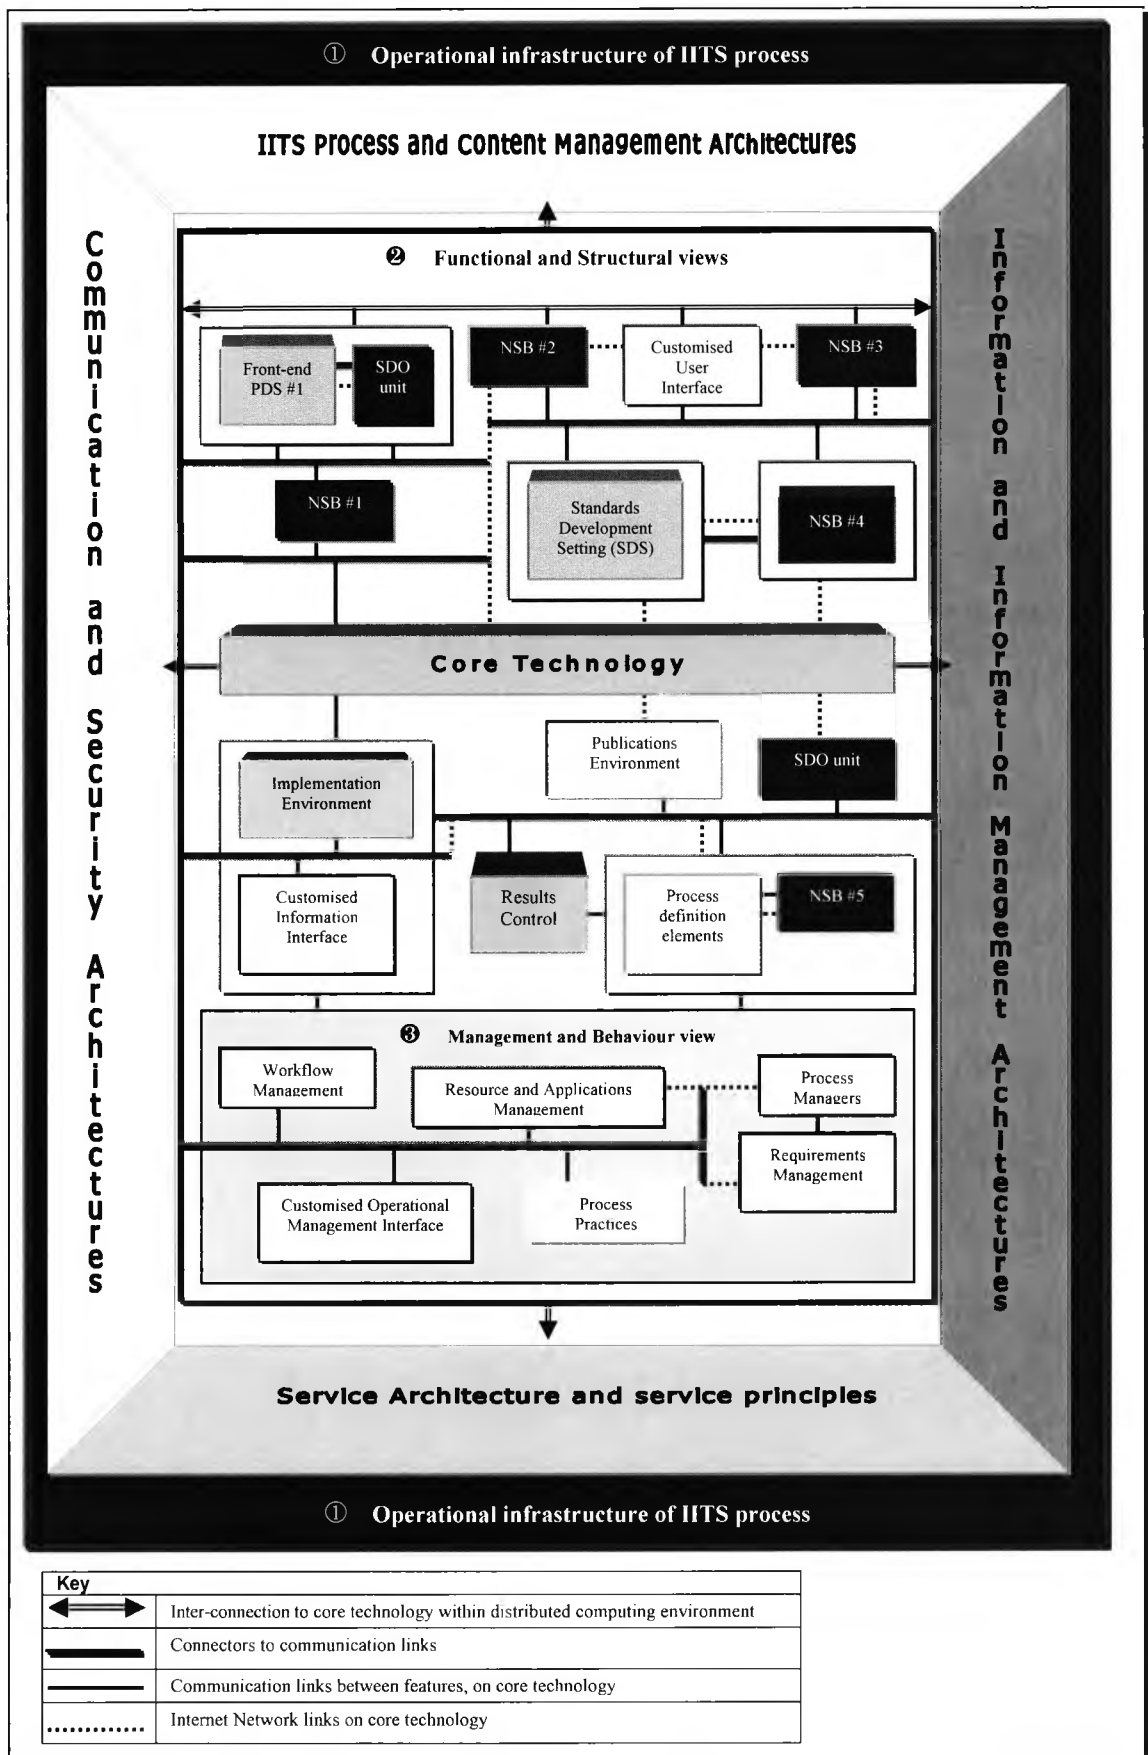 ① Operational infrastructure of IITS process
IITS Process and Content Management Architectures
Communication and Security Architectures
Information and Information Management Architectures
❷ Functional and Structural views
Front-end
PDS #1
SDO
unit
NSB #2
Customised
User
Interface
NSB #3
NSB #1
Standards
Development
Setting (SDS)
NSB #4
Core Technology
Publications
Environment
SDO unit
Implementation
Environment
Customised
Information
Interface
Results
Control
Process
definition
elements
NSB #5
❸ Management and Behaviour view
Workflow
Management
Resource and Applications
Management
Process
Managers
Requirements
Management
Customised Operational
Management Interface
Process
Practices
Service Architecture and service principles
① Operational infrastructure of IITS process
Key
Inter-connection to core technology within distributed computing environment
Connectors to communication links
Communication links between features, on core technology
Internet Network links on core technology